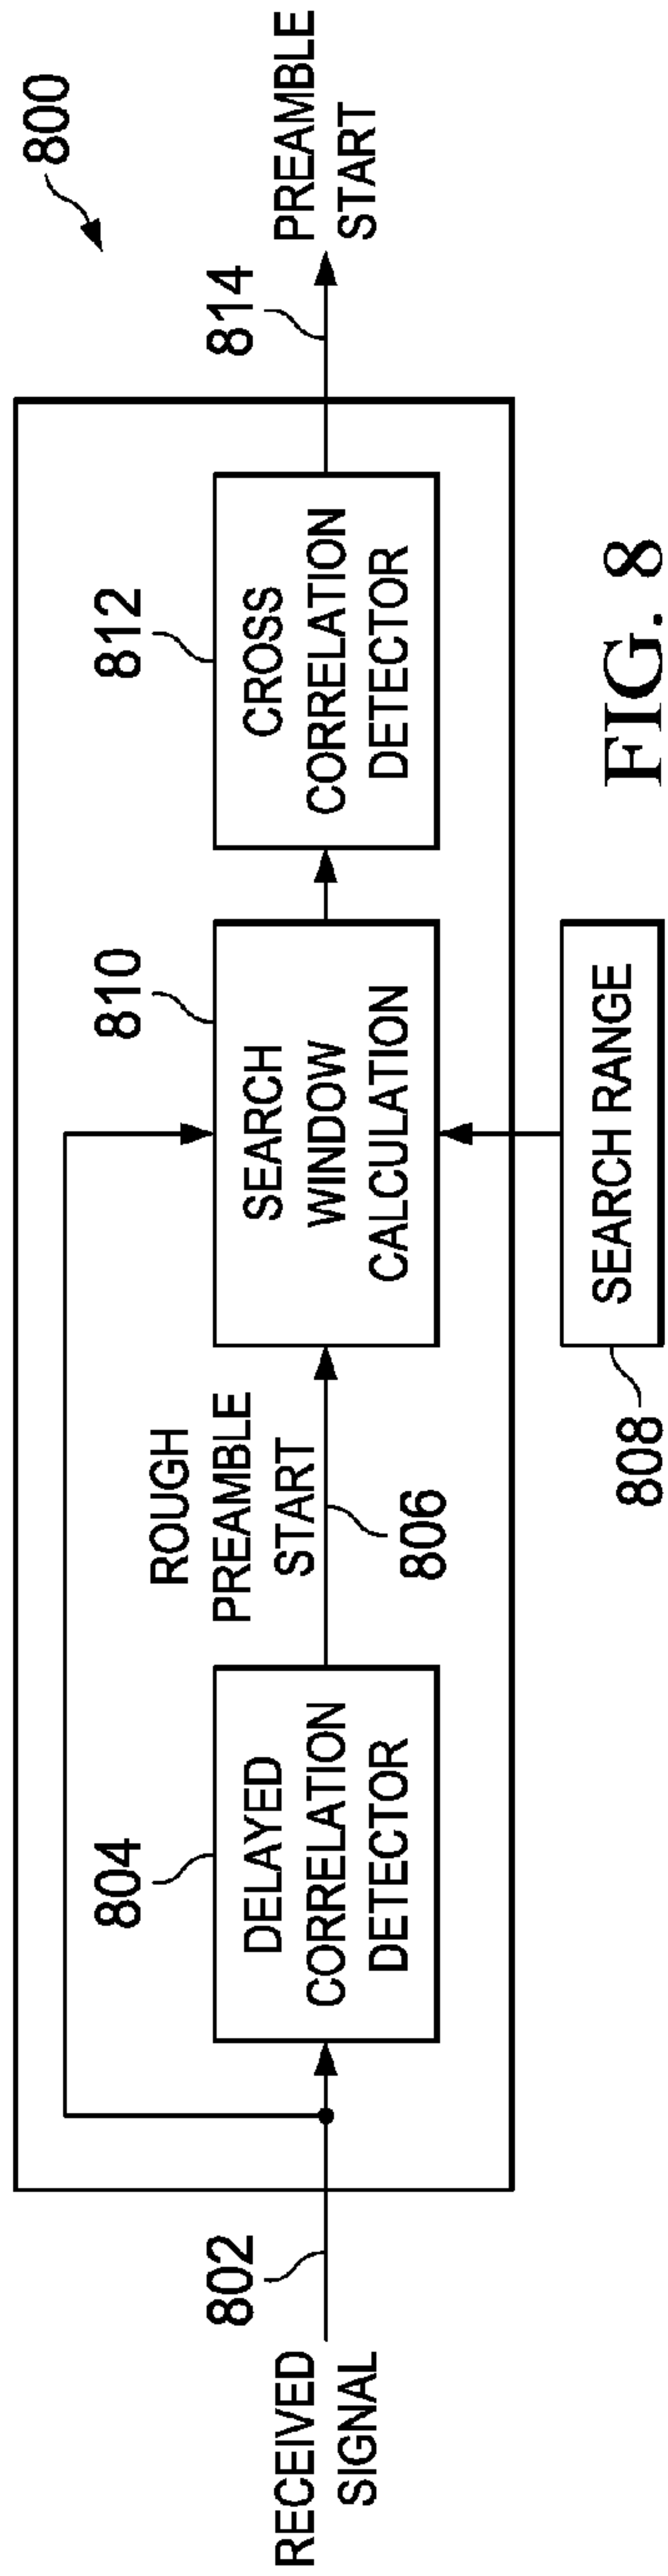 800
RECEIVED
SIGNAL
802
804
DELAYED
CORRELATION
DETECTOR
ROUGH
PREAMBLE
START
806
810
SEARCH
WINDOW
CALCULATION
808
SEARCH RANGE
812
CROSS
CORRELATION
DETECTOR
814
PREAMBLE
START
FIG. 8